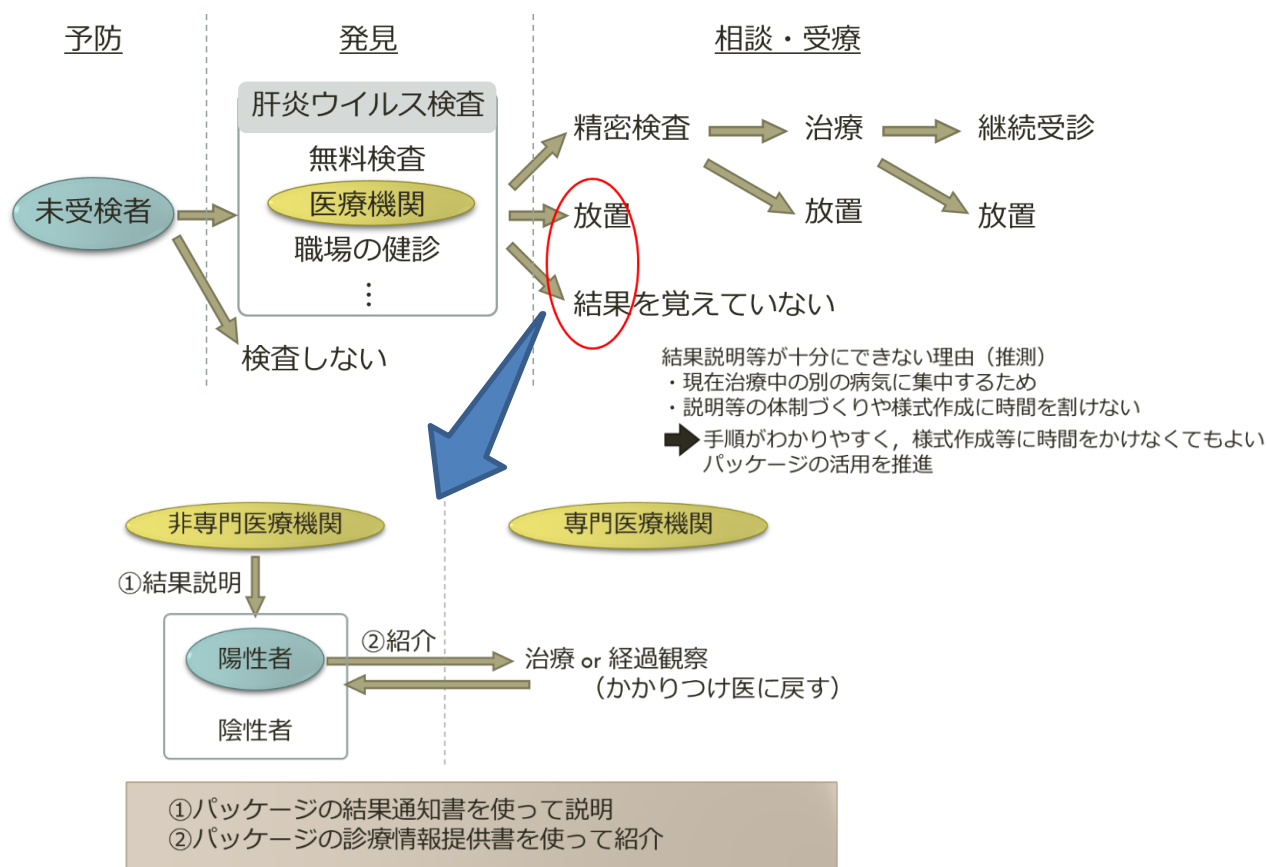 予防
発見
相談・受療
肝炎ウイルス検査
無料検査
医療機関
職場の健診
⋮
未受検者
検査しない
精密検査
治療
継続受診
放置
放置
放置
結果を覚えていない
結果説明等が十分にできない理由（推測）
・現在治療中の別の病気に集中するため
・説明等の体制づくりや様式作成に時間を割けない
手順がわかりやすく，様式作成等に時間をかけなくてもよい
パッケージの活用を推進
非専門医療機関
専門医療機関
①結果説明
陽性者
②紹介
治療 or 経過観察
（かかりつけ医に戻す）
陰性者
①パッケージの結果通知書を使って説明
②パッケージの診療情報提供書を使って紹介